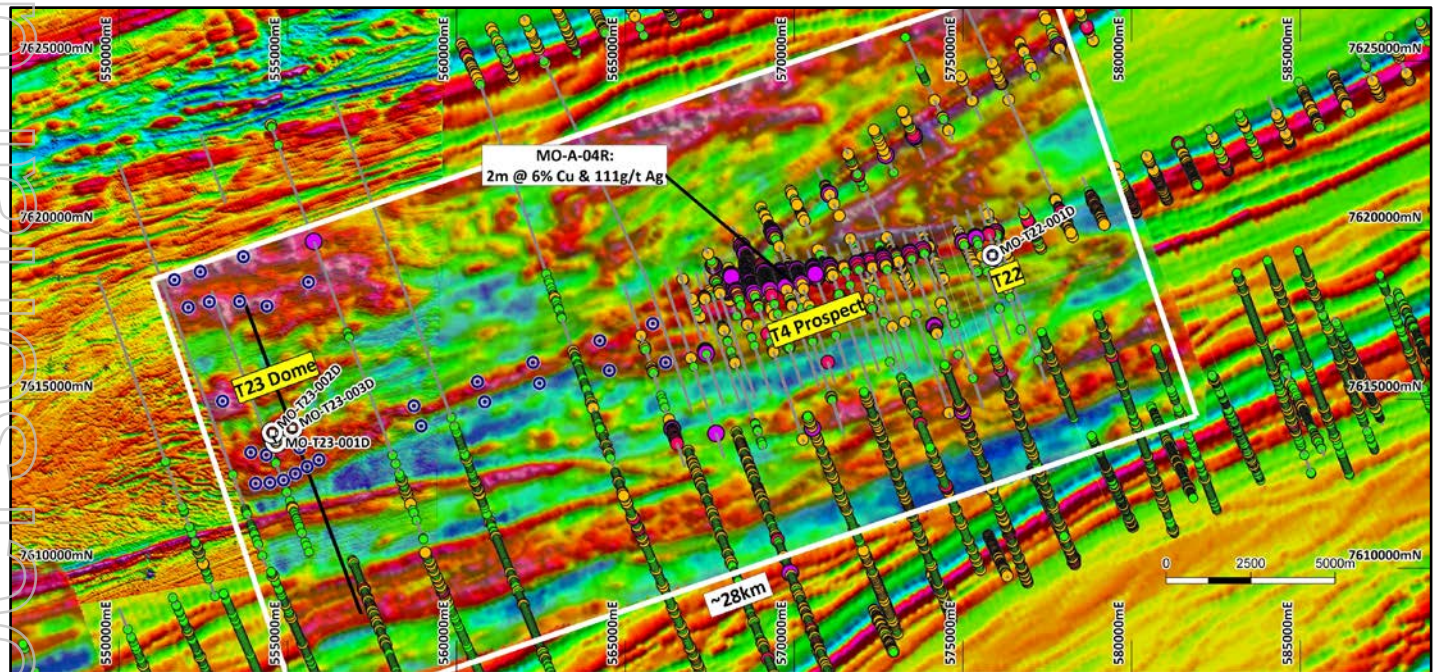 7625000mN
550000mE
555000mE
560000mE
565000mE
570000mE
575000mE
580000mE
585000mE
7625000mN
MO-A-04R:
2m @ 6% Cu & 111g/t Ag
7620000mN
7620000mN
MO-T22-001D
T22
T4 Prospect
T23 Dome
MO-T23-002D
MO-T23-003D
MO-T23-001D
7615000mN
7615000mN
7610000mN
7610000mN
0 2500 5000m
~28km
550000mE
555000mE
560000mE
565000mE
570000mE
575000mE
580000mE
585000mE